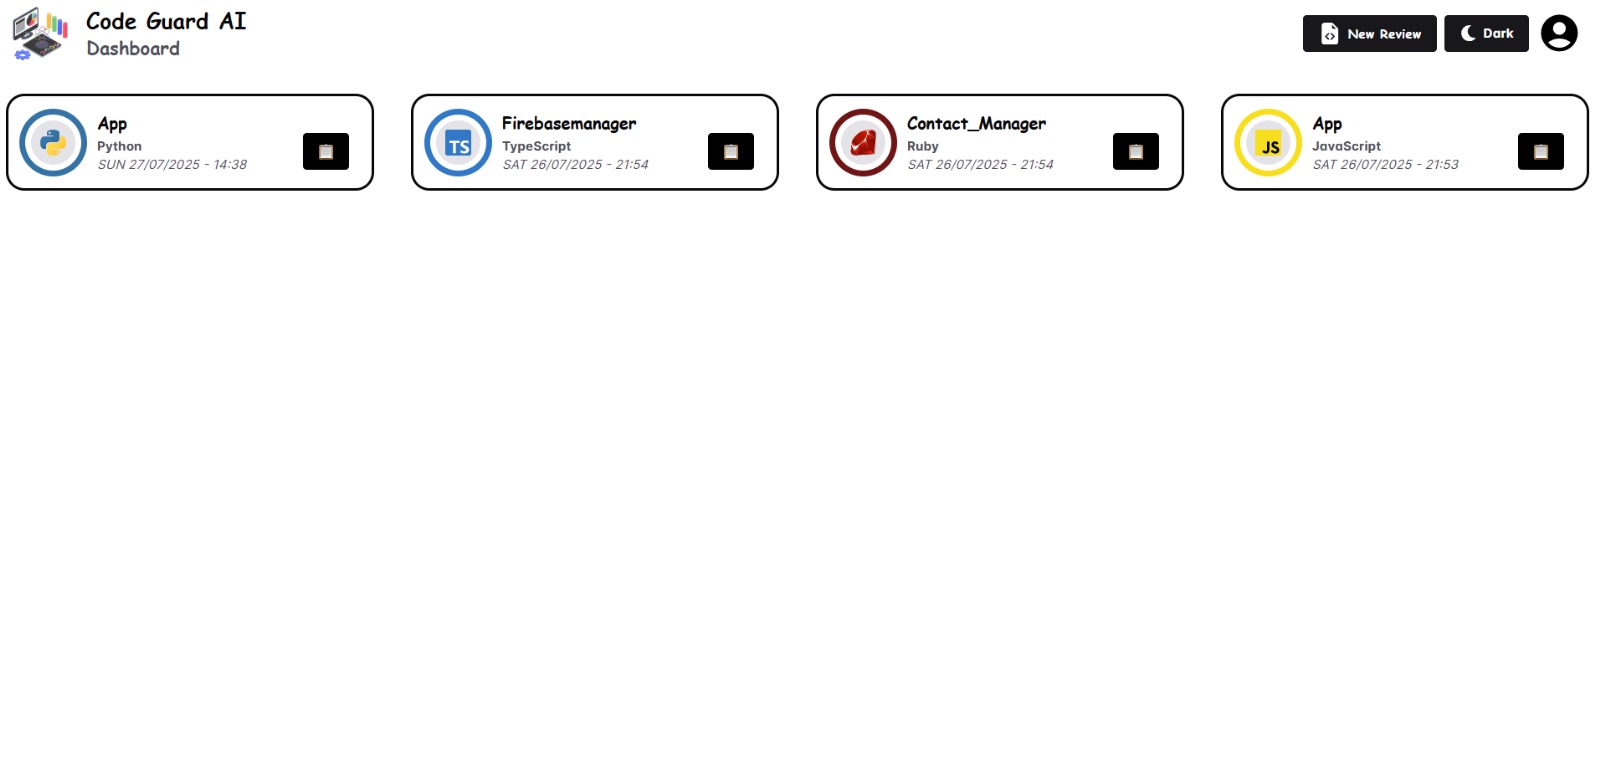 Code Guard AI
Dashboard
New Review
Dark
App
Python
SUN 27/07/2025 - 14:38
Firebasemanager
TS
TypeScript
SAT 26/07/2025 - 21:54
Contact_Manager
Ruby
SAT 26/07/2025 - 21:54
App
JS
JavaScript
SAT 26/07/2025 - 21:53